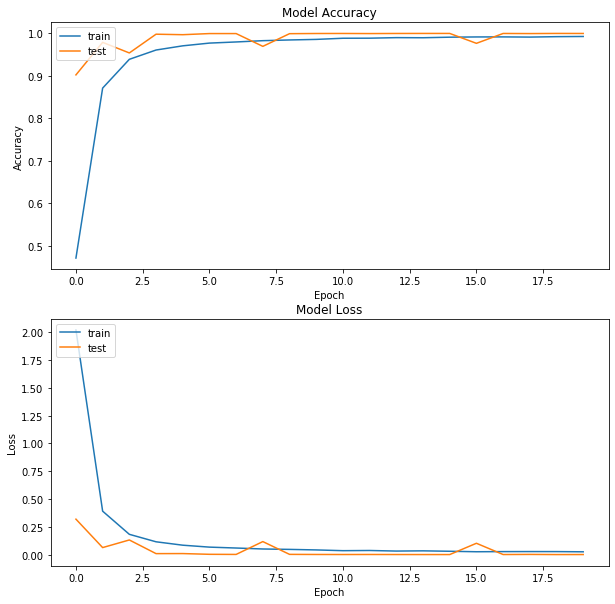 Model Accuracy
1.0
0.9
0.8
0.7
0.6
0.5
Accuracy
train
test
0.0 2.5 5.0 7.5 10.0 12.5 15.0 17.5
Epoch
Model Loss
2.00
1.75
1.50
1.25
1.00
0.75
0.50
0.25
0.00
Loss
train
test
0.0 2.5 5.0 7.5 10.0 12.5 15.0 17.5
Epoch